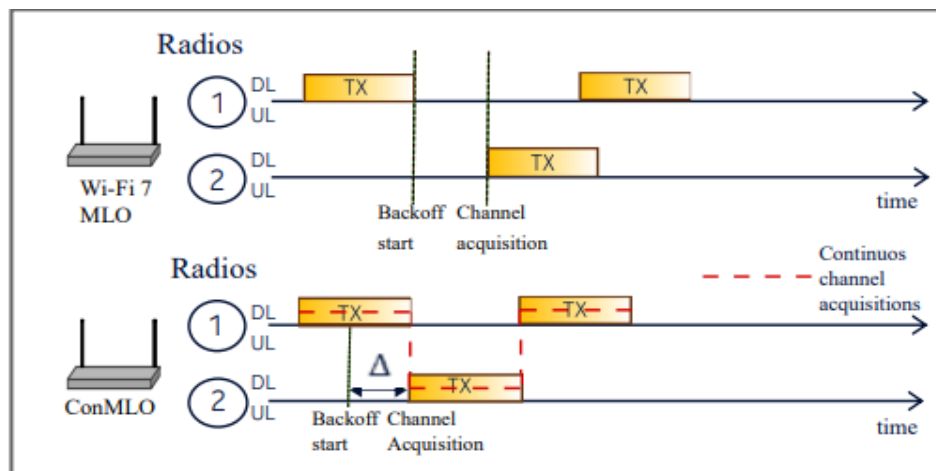 Radios
1
DL
TX
TX
UL
2
DL
TX
UL
Wi-Fi 7
MLO
time
Backoff
start
Channel
acquisition
Radios
Continuos
channel
acquisitions
1
DL
TX
TX
UL
Δ
2
DL
TX
UL
ConMLO
time
Backoff
start
Channel
Acquisition